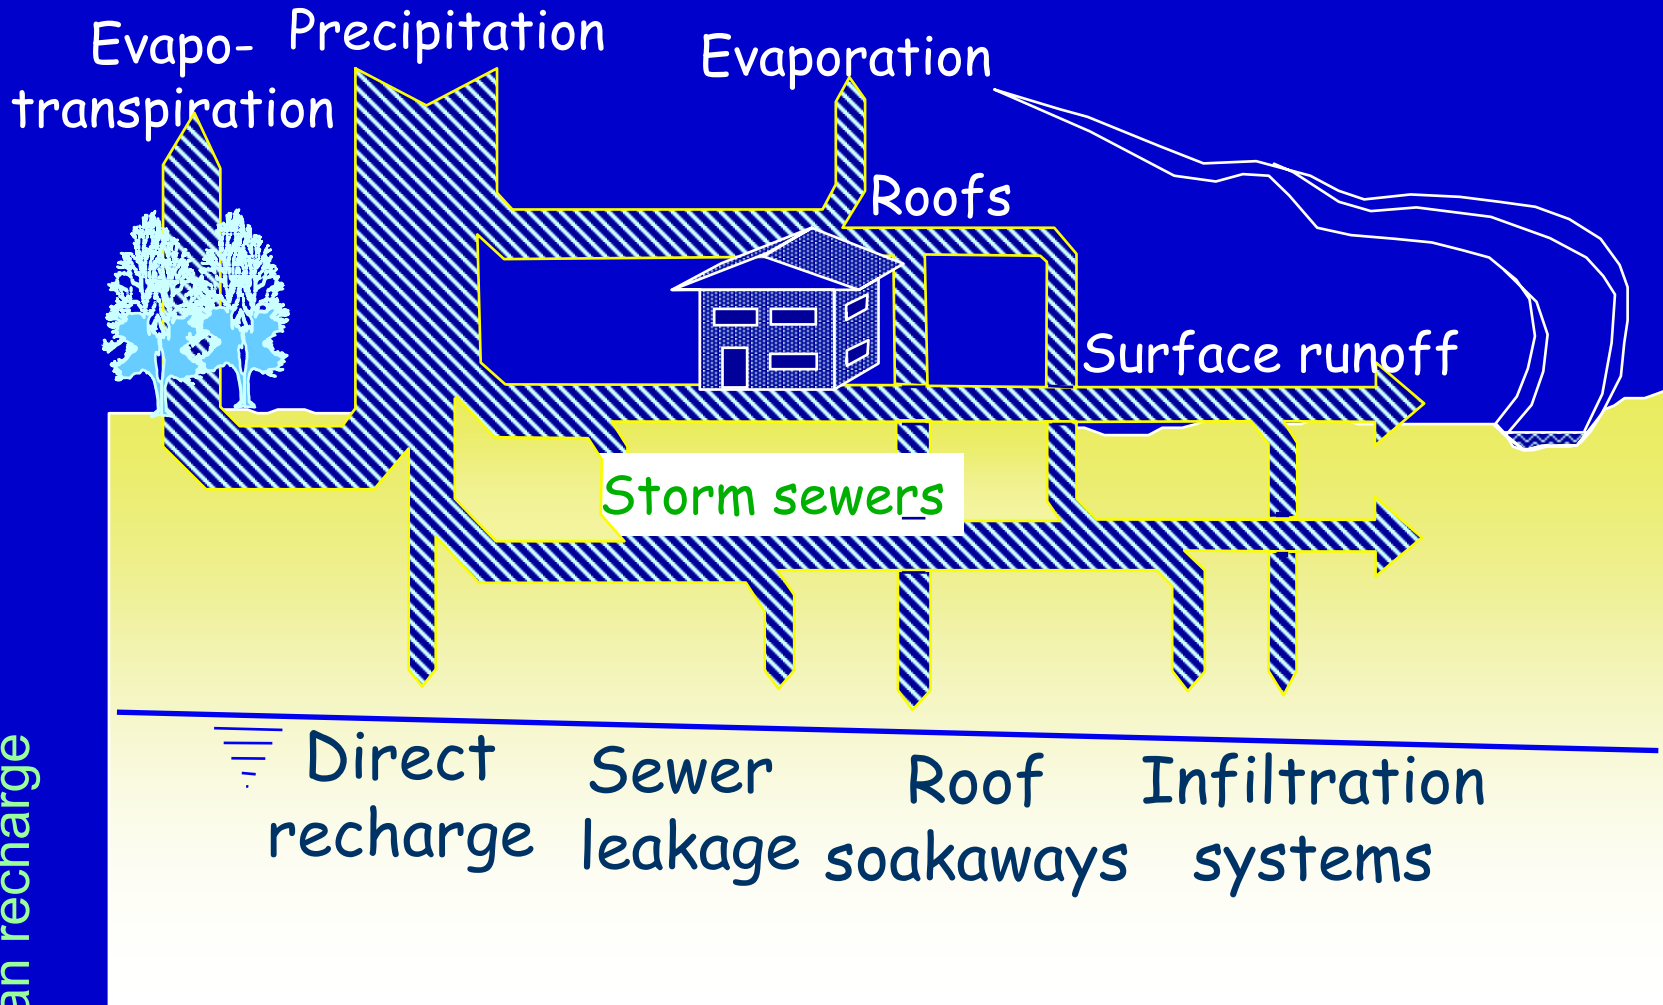 Evapo-
transpiration
Precipitation
Evaporation
Roofs
Surface runoff
Storm sewers
Direct
recharge
Sewer
leakage
Roof
soakaways
Infiltration
systems
an recharge